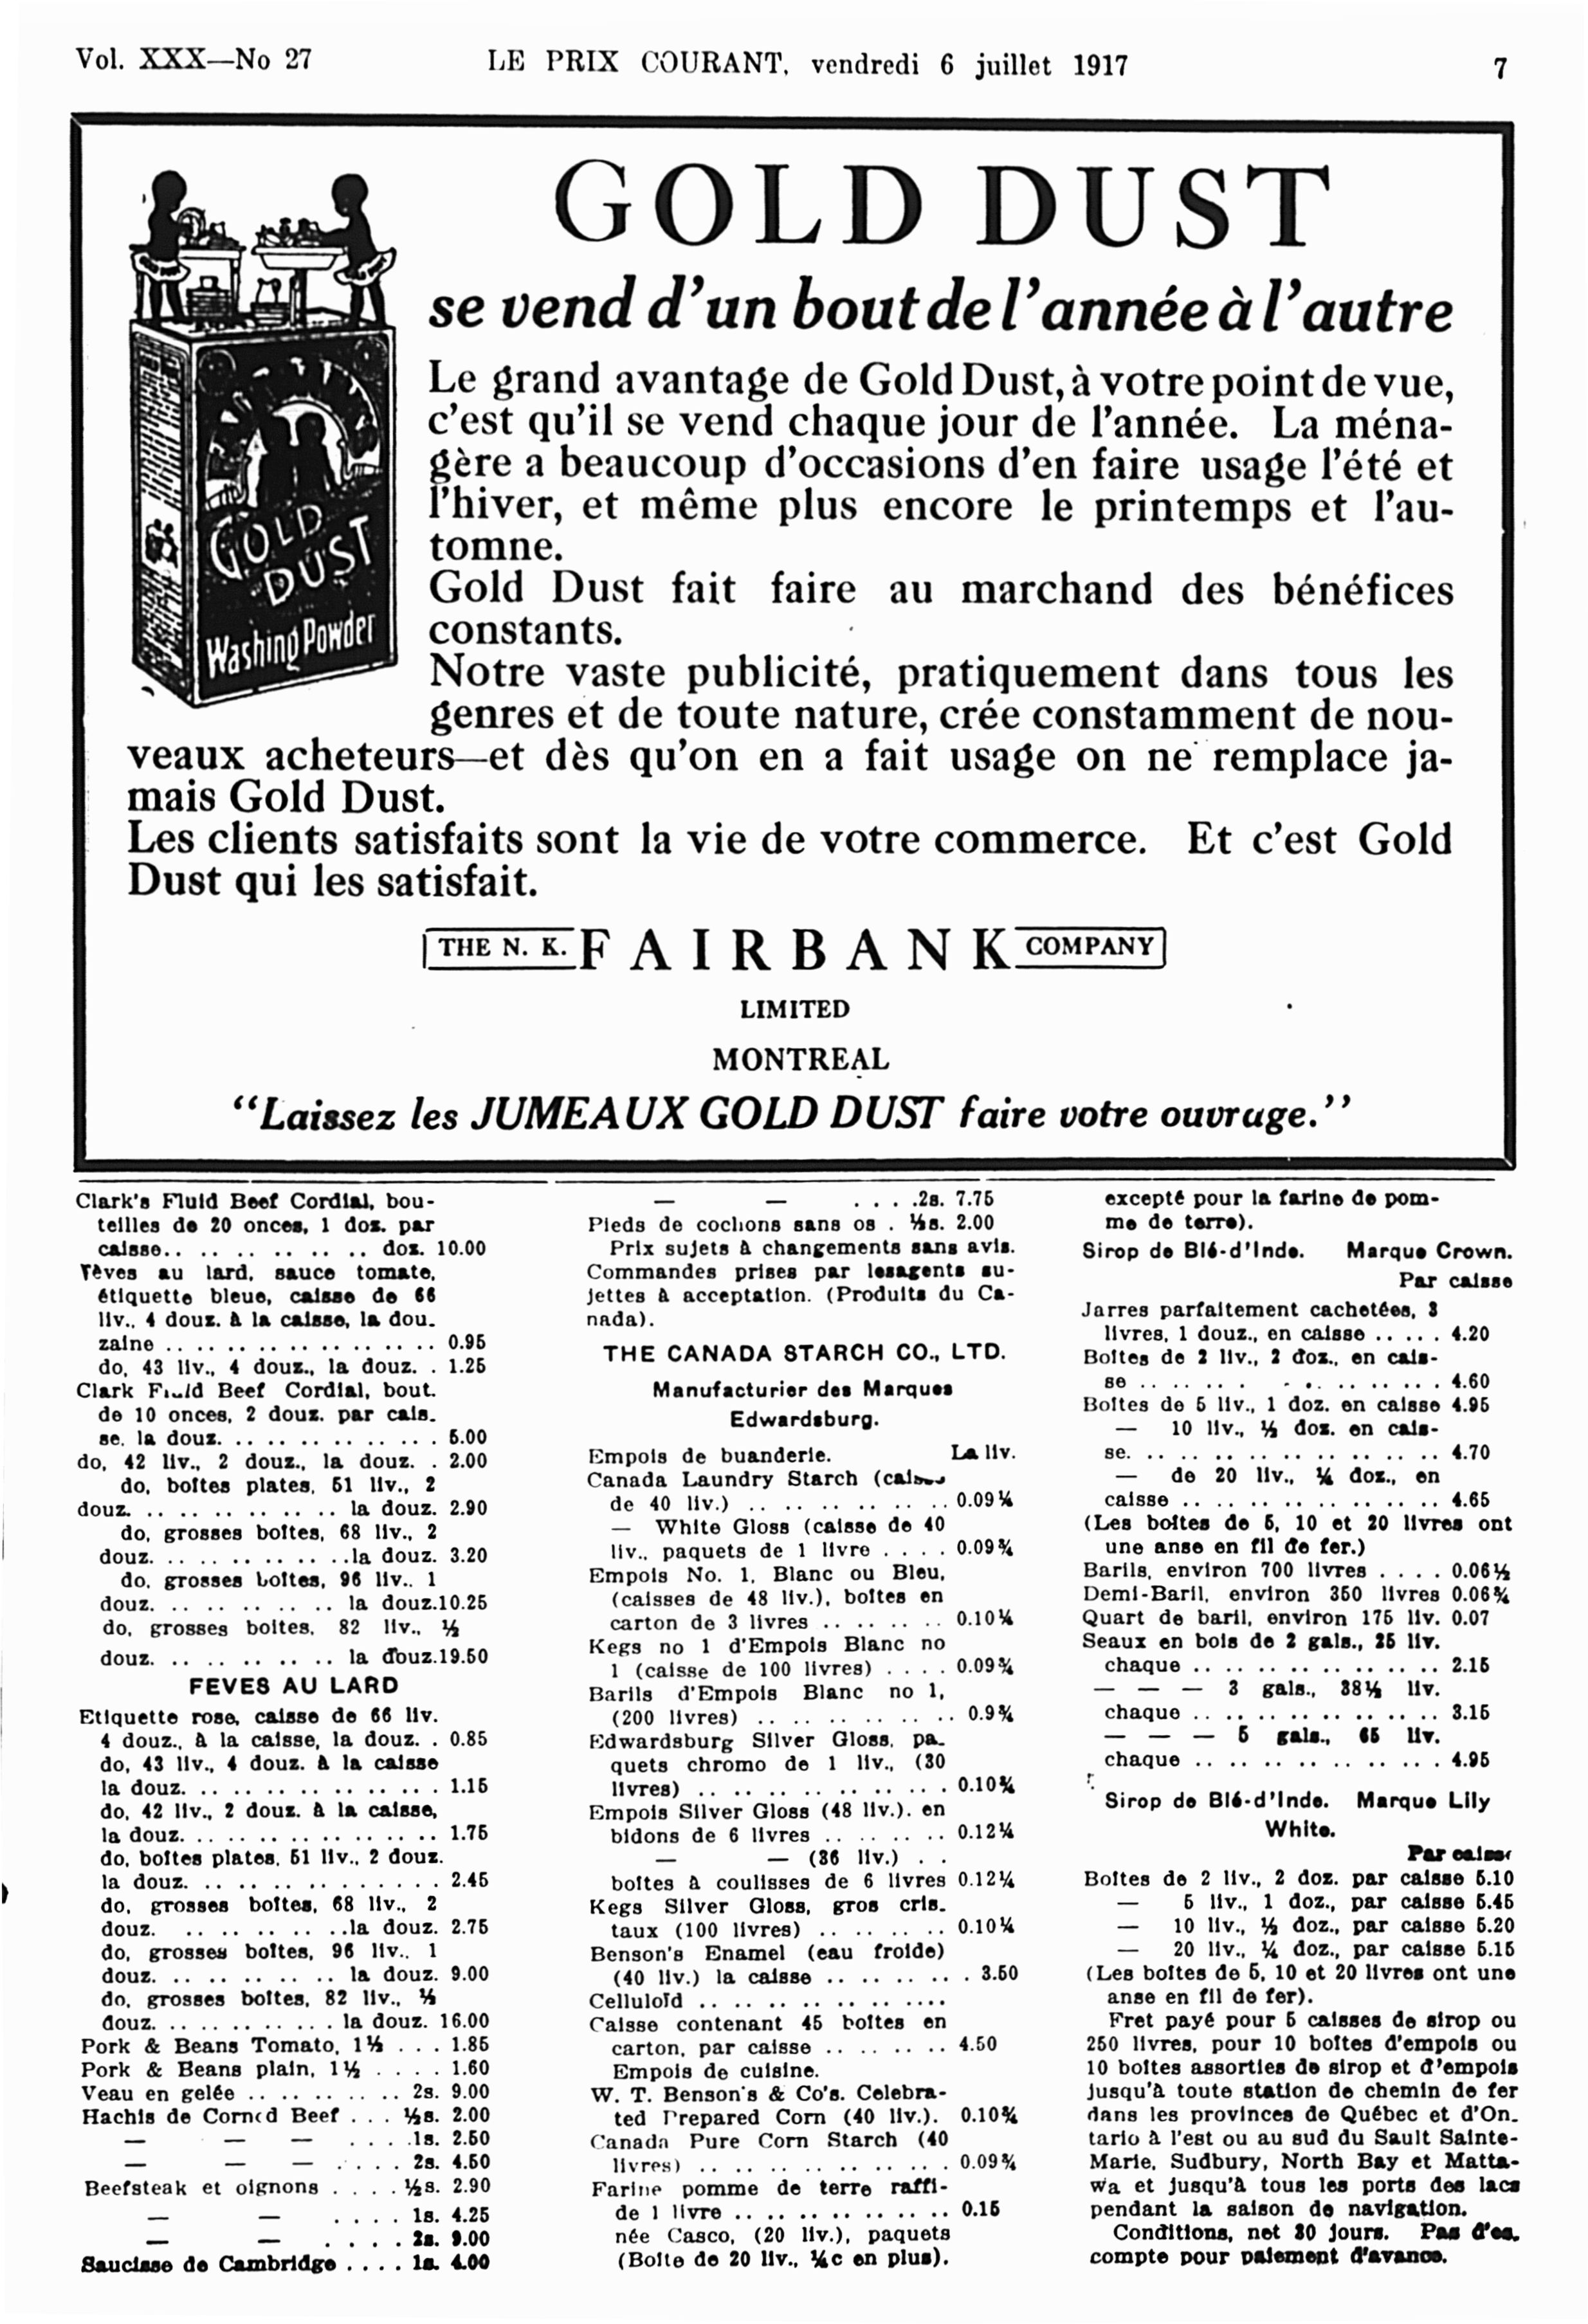 Vol. XXX—No 27
LE PRIX COURANT, vendredi 6 juillet 1917
7
GOLD DUST
se vend d'un bout de l'année à l'autre
Le grand avantage de Gold Dust, à votre point de vue,
c'est qu'il se vend chaque jour de l'année. La ména-
gère a beaucoup d'occasions d'en faire usage l'été et
l'hiver, et même plus encore le printemps et l'au-
tomne.
Gold Dust fait faire au marchand des bénéfices
constants.
Notre vaste publicité, pratiquement dans tous les
genres et de toute nature, crée constamment de nou-
veaux acheteurs—et dès qu'on en a fait usage on ne remplace ja-
mais Gold Dust.
Les clients satisfaits sont la vie de votre commerce. Et c'est Gold
Dust qui les satisfait.
GOLD DUST
GOLD DUST
GOLD
DUST
Washing Powder
THE N. K. FAIRBANK COMPANY
LIMITED
MONTREAL
"Laissez les JUMEAUX GOLD DUST faire votre ouvrage."
Clark's Fluid Beef Cordial, bou-
teilles de 20 onces, 1 doz. par
caisse.. .. .. .. .. .. .. doz. 10.00
Fèves au lard, sauce tomate,
étiquette bleue, caisse de 66
liv., 4 douz. à la caisse, la dou.
zaine .. .. .. .. .. .. .. .. 0.95
do, 43 liv., 4 douz., la douz. . 1.25
Clark Fluid Beef Cordial, bout.
de 10 onces, 2 douz. par cais.
se, la douz. .. .. .. .. .. .. 5.00
do, 42 liv., 2 douz., la douz. . 2.00
do, boîtes plates, 51 liv., 2
douz. .. .. .. .. .. .. la douz. 2.90
do, grosses boîtes, 68 liv., 2
douz. .. .. .. .. .. ..la douz. 3.20
do, grosses boîtes, 96 liv.. 1
douz. .. .. .. .. .. la douz.10.25
do, grosses boites, 82 liv., ½
douz. .. .. .. .. .. la douz.19.50
FEVES AU LARD
Etiquette rose, caisse de 66 liv.
4 douz., à la caisse, la douz. . 0.85
do, 43 liv., 4 douz. à la caisse
la douz. .. .. .. .. .. .. .. 1.15
do, 42 liv., 2 douz. à la caisse,
la douz. .. .. .. .. .. .. .. 1.75
do, boîtes plates, 51 liv., 2 douz.
la douz. .. .. .. .. .. .. .. 2.45
do, grosses boîtes, 68 liv., 2
douz. .. .. .. .. .. ..la douz. 2.75
do, grosses boîtes, 96 liv.. 1
douz. .. .. .. .. .. la douz. 9.00
do, grosses boîtes, 82 liv., ½
douz. .. .. .. .. .. la douz. 16.00
Pork & Beans Tomato, 1½ . . . 1.85
Pork & Beans plain, 1½ . . . . 1.60
Veau en gelée .. .. .. .. .. 2s. 9.00
Hachis de Corned Beef . . . ½s. 2.00
— — — . . . .1s. 2.50
— — — . . . . 2s. 4.50
Beefsteak et oignons . . . . ½s. 2.90
— — . . . . 1s. 4.25
— — . . . . 2s. 9.00
Saucisse de Cambridge . . . . 1s. 4.00
— — . . . .2s. 7.75
Pieds de cochons sans os . ½s. 2.00
Prix sujets à changements sans avis.
Commandes prises par lesagents su-
jettes à acceptation. (Produits du Ca-
nada).
THE CANADA STARCH CO., LTD.
Manufacturier des Marques
Edwardsburg.
Empois de buanderie. La liv.
Canada Laundry Starch
de 40 liv.) .. .. .. .. .. .. 0.09¼
— White Gloss (caisse de 40
liv., paquets de 1 livre . . . . 0.09¾
Empois No. 1, Blanc ou Bleu,
(caisses de 48 liv.), boîtes en
carton de 3 livres .. .. .. .. 0.10¼
Kegs no 1 d'Empois Blanc no
1 (caisse de 100 livres) . . . . 0.09¾
Barils d'Empois Blanc no 1,
(200 livres) .. .. .. .. .. .. 0.9¾
Edwardsburg Silver Gloss, pa.
quets chromo de 1 liv., (30
livres) .. .. .. .. .. .. .. .. 0.10¾
Empois Silver Gloss (48 liv.). en
bidons de 6 livres .. .. .. .. 0.12¼
— — (36 liv.) . .
boîtes à coulisses de 6 livres 0.12¼
Kegs Silver Gloss, gros cris.
taux (100 livres) .. .. .. .. 0.10¼
Benson's Enamel (eau froide)
(40 liv.) la caisse .. .. .. .. . 3.50
Celluloïd .. .. .. .. .. .. ....
Caisse contenant 45 boîtes en
carton, par caisse .. .. .. .. 4.50
Empois de cuisine.
W. T. Benson's & Co's. Celebra-
ted Prepared Corn (40 liv.). 0.10¾
Canada Pure Corn Starch (40
livres) .. .. .. .. .. .. .. .. 0.09¾
Farine pomme de terre raffi-
de 1 livre .. .. .. .. .. .. .. 0.15
née Casco, (20 liv.), paquets
(Boîte de 20 liv., ¼c en plus).
excepté pour la farine de pom-
me de terre).
Sirop de Blé-d'Inde. Marque Crown.
Par caisse
Jarres parfaitement cachetées, 3
livres, 1 douz., en caisse .. .. . 4.20
Boîtes de 2 liv., 2 doz., en cais-
se .. .. .. . . .. .. .. .. . 4.60
Boîtes de 5 liv., 1 doz. en caisse 4.95
— 10 liv., ½ doz. en cais-
se. .. .. .. .. .. .. .. .. .. 4.70
— de 20 liv., ¼ doz., en
caisse .. .. .. .. .. .. .. .. 4.65
(Les boîtes de 5, 10 et 20 livres ont
une anse en fil de fer.)
Barils, environ 700 livres . . . . 0.06½
Demi-Baril, environ 350 livres 0.06¾
Quart de baril, environ 175 liv. 0.07
Seaux en bois de 2 gals., 25 liv.
chaque .. .. .. .. .. .. .. .. 2.15
— — — 3 gals., 38½ liv.
chaque .. .. .. .. .. .. .. .. 3.15
— — — 5 gals., 65 liv.
chaque .. .. .. .. .. .. .. .. 4.95
Sirop de Blé-d'Inde. Marque Lily
White.
Par caisse
Boîtes de 2 liv., 2 doz. par caisse 5.10
— 5 liv., 1 doz., par caisse 5.45
— 10 liv., ½ doz., par caisse 5.20
— 20 liv., ¼ doz., par caisse 5.15
(Les boîtes de 5, 10 et 20 livres ont une
anse en fil de fer).
Fret payé pour 5 caisses de sirop ou
250 livres, pour 10 boîtes d'empois ou
10 boîtes assorties de sirop et d'empois
jusqu'à toute station de chemin de fer
dans les provinces de Québec et d'On.
tario à l'est ou au sud du Sault Sainte-
Marie, Sudbury, North Bay et Matta-
wa et jusqu'à tous les ports des lacs
pendant la saison de navigation.
Conditions, net 30 jours. Pas d'es.
compte pour paiement d'avance.